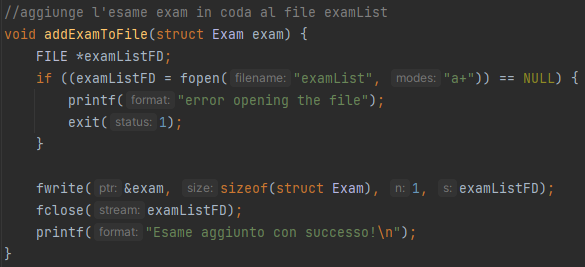 //aggiunge l'esame exam in coda al file examList
void addExamToFile(struct Exam exam) {
FILE *examListFD;
if ((examListFD = fopen( filename: "examList", modes: "a+")) == NULL) {
printf( format: "error opening the file");
exit( status: 1);
}
fwrite( ptr: &exam, size: sizeof(struct Exam), n: 1, s: examListFD);
fclose( stream: examListFD);
printf( format: "Esame aggiunto con successo!\n");
}